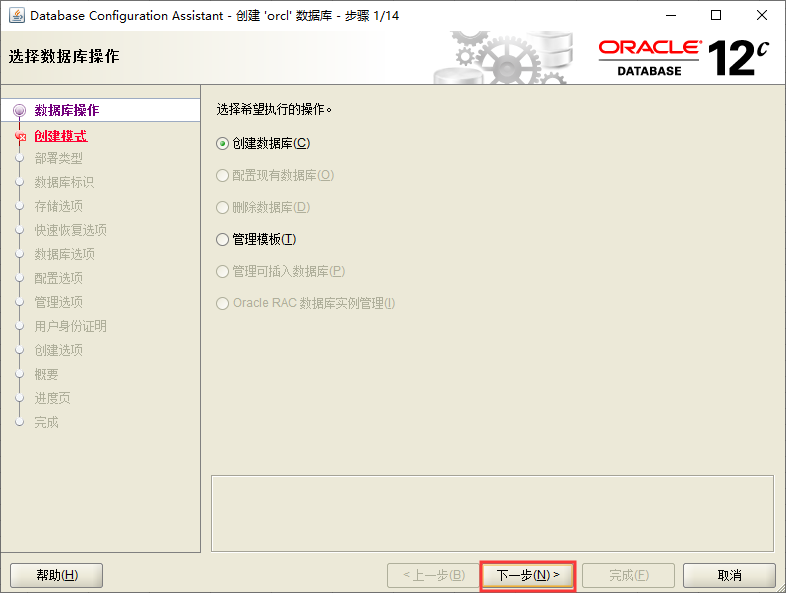 Database Configuration Assistant - 创建 'orcl' 数据库 - 步骤 1/14
选择数据库操作
ORACLE
DATABASE
12c
数据库操作
创建模式
部署类型
数据库标识
存储选项
快速恢复选项
数据库选项
配置选项
管理选项
用户身份证明
创建选项
概要
进度页
完成
选择希望执行的操作。
创建数据库(C)
配置现有数据库(O)
删除数据库(D)
管理模板(T)
管理可插入数据库(P)
Oracle RAC 数据库实例管理(I)
帮助(H)
< 上一步(B)
下一步(N) >
完成(F)
取消